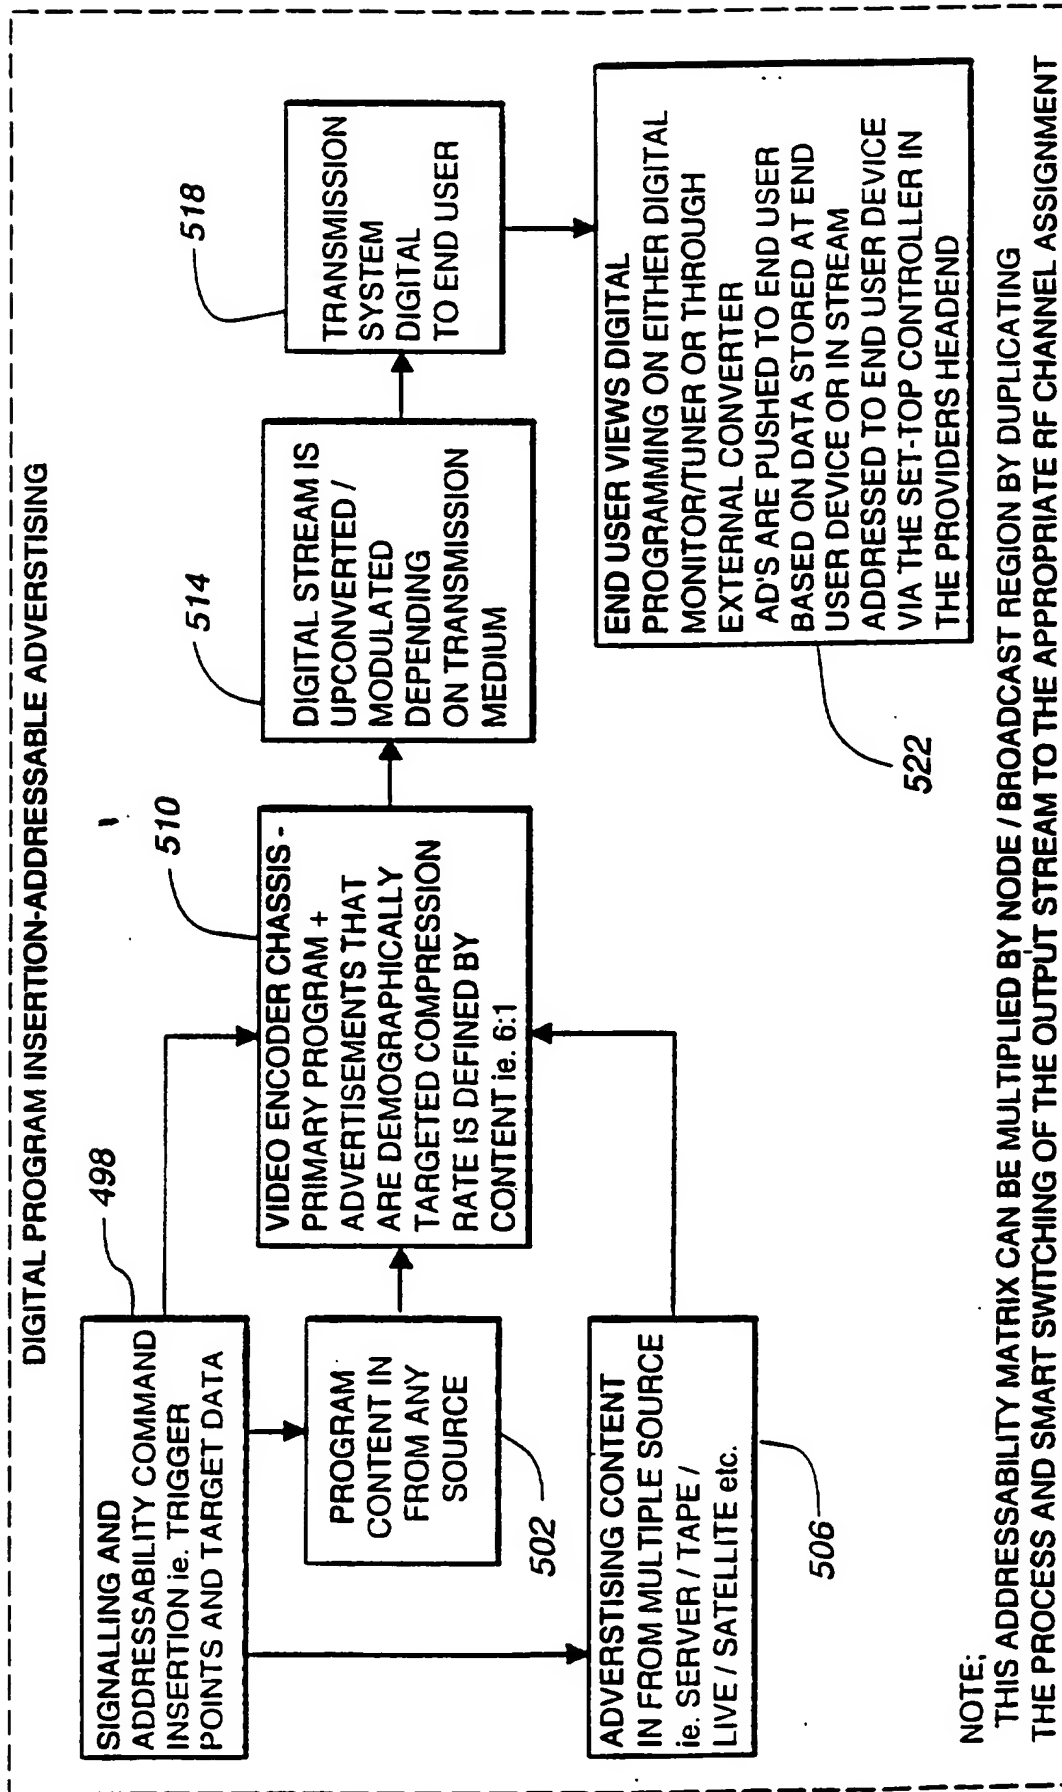 DIGITAL PROGRAM INSERTION-ADDRESSABLE ADVERSTISING
498
SIGNALLING AND
ADDRESSABILITY COMMAND
INSERTION ie. TRIGGER
POINTS AND TARGET DATA
PROGRAM
CONTENT IN
FROM ANY
SOURCE
502
ADVERSTISING CONTENT
IN FROM MULTIPLE SOURCE
ie. SERVER / TAPE /
LIVE / SATELLITE etc.
506
510
VIDEO ENCODER CHASSIS -
PRIMARY PROGRAM +
ADVERTISEMENTS THAT
ARE DEMOGRAPHICALLY
TARGETED COMPRESSION
RATE IS DEFINED BY
CONTENT ie. 6:1
514
DIGITAL STREAM IS
UPCONVERTED /
MODULATED
DEPENDING
ON TRANSMISSION
MEDIUM
518
TRANSMISSION
SYSTEM
DIGITAL
TO END USER
END USER VIEWS DIGITAL
PROGRAMMING ON EITHER DIGITAL
MONITOR/TUNER OR THROUGH
EXTERNAL CONVERTER
AD'S ARE PUSHED TO END USER
BASED ON DATA STORED AT END
USER DEVICE OR IN STREAM
ADDRESSED TO END USER DEVICE
VIA THE SET-TOP CONTROLLER IN
THE PROVIDERS HEADEND
522
NOTE;
THIS ADDRESSABILITY MATRIX CAN BE MULTIPLIED BY NODE / BROADCAST REGION BY DUPLICATING
THE PROCESS AND SMART SWITCHING OF THE OUTPUT STREAM TO THE APPROPRIATE RF CHANNEL ASSIGNMENT